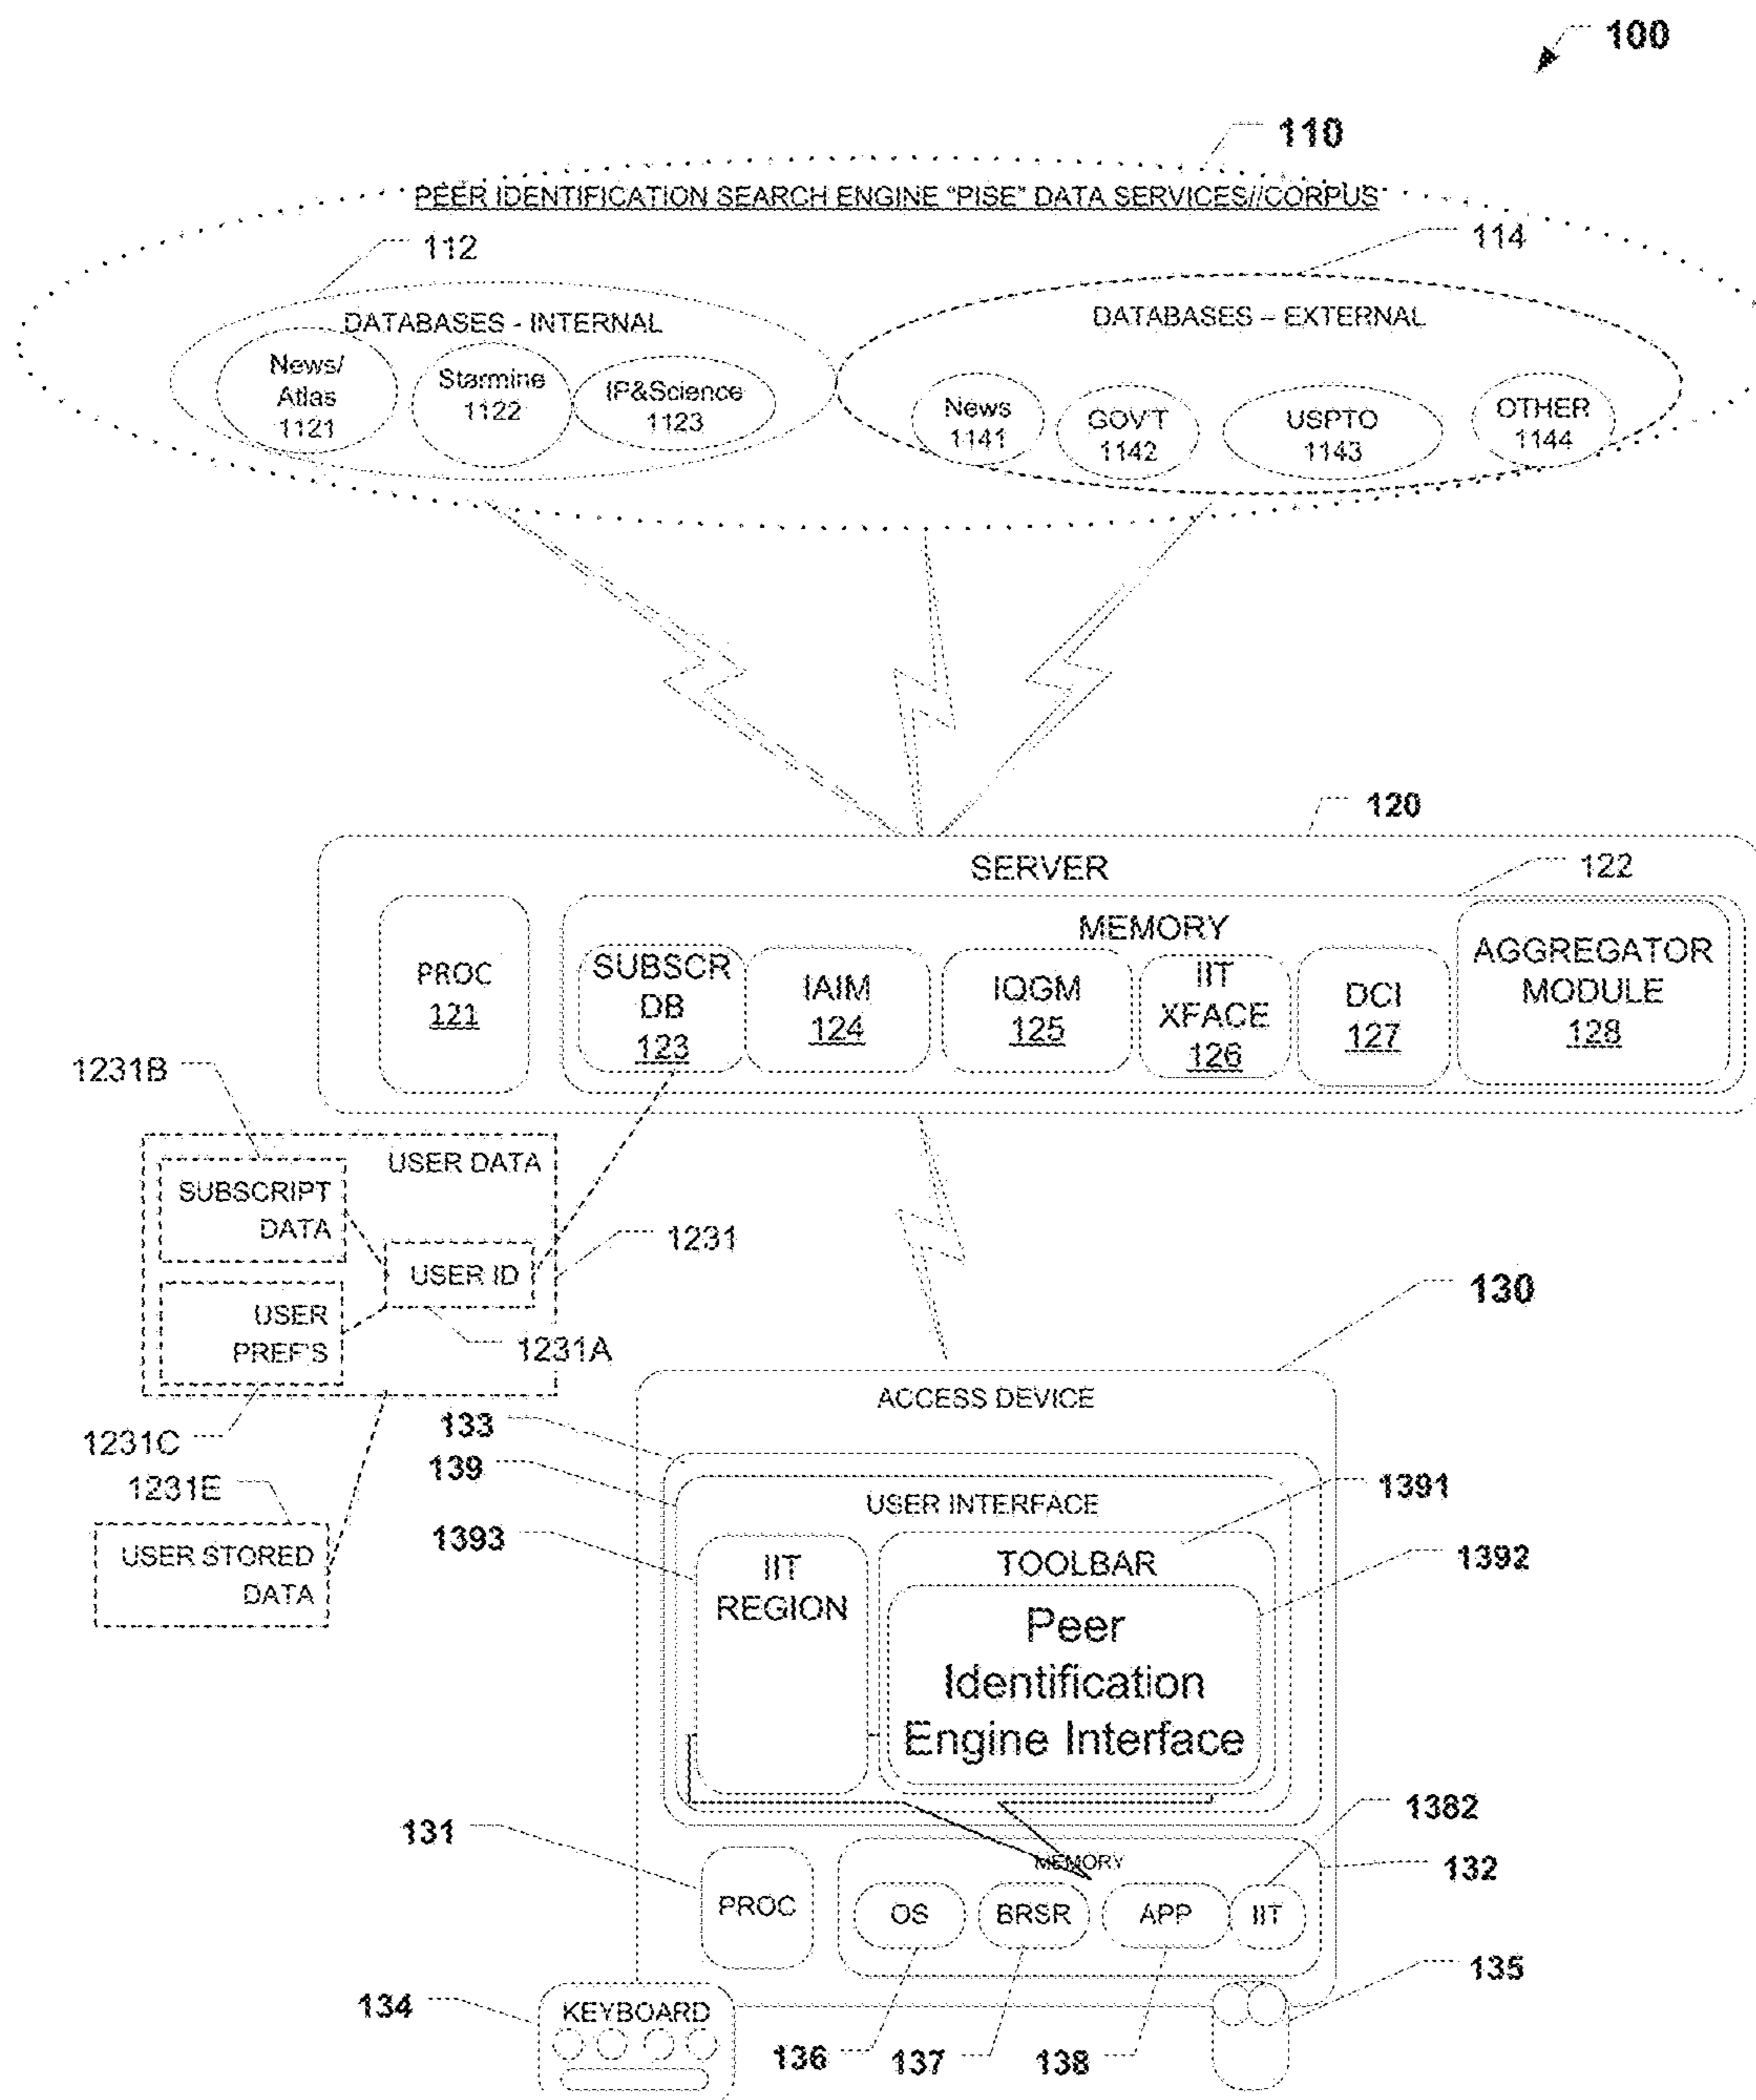 100
110
PEER IDENTIFICATION SEARCH ENGINE "PISE" DATA SERVICES//CORPUS
112
114
DATABASES - INTERNAL
DATABASES – EXTERNAL
News/
Atlas
1121
Starmine
1122
IP&Science
1123
News
1141
GOV'T
1142
USPTO
1143
OTHER
1144
120
SERVER
122
MEMORY
PROC
121
SUBSCR
DB
123
IAIM
124
IQGM
125
IIT
XFACE
126
DCI
127
AGGREGATOR
MODULE
128
1231B
USER DATA
SUBSCRIPT
DATA
1231
USER ID
USER
PREF'S
1231A
1231C
1231E
USER STORED
DATA
130
ACCESS DEVICE
133
139
USER INTERFACE
1391
1393
IIT
REGION
TOOLBAR
1392
Peer
Identification
Engine Interface
1382
131
MEMORY
132
PROC
OS
BRSR
APP
IIT
135
134
KEYBOARD
136
137
138